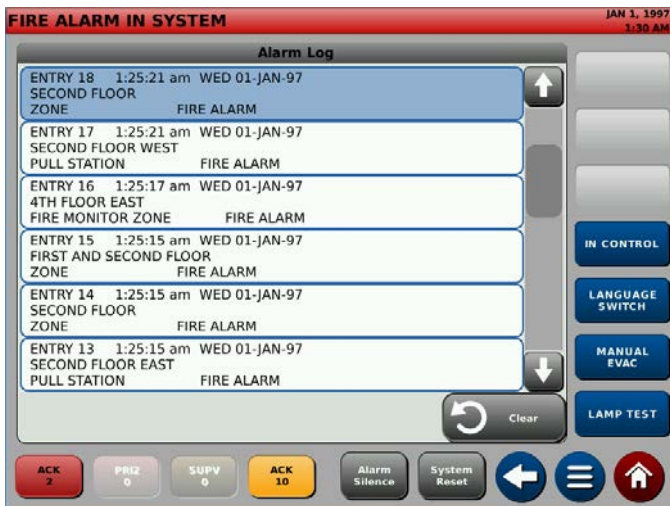 FIRE ALARM IN SYSTEM
JAN 1, 1997
1:30 AM
Alarm Log
ENTRY 18 1:25:21 am WED 01-JAN-97
SECOND FLOOR
ZONE FIRE ALARM
ENTRY 17 1:25:21 am WED 01-JAN-97
SECOND FLOOR WEST
PULL STATION FIRE ALARM
ENTRY 16 1:25:17 am WED 01-JAN-97
4TH FLOOR EAST
FIRE MONITOR ZONE FIRE ALARM
ENTRY 15 1:25:15 am WED 01-JAN-97
FIRST AND SECOND FLOOR
ZONE FIRE ALARM
ENTRY 14 1:25:15 am WED 01-JAN-97
SECOND FLOOR
ZONE FIRE ALARM
ENTRY 13 1:25:15 am WED 01-JAN-97
SECOND FLOOR EAST
PULL STATION FIRE ALARM
Clear
IN CONTROL
LANGUAGE
SWITCH
MANUAL
EVAC
LAMP TEST
ACK
2
PRI2
0
SUPV
0
ACK
10
Alarm
Silence
System
Reset